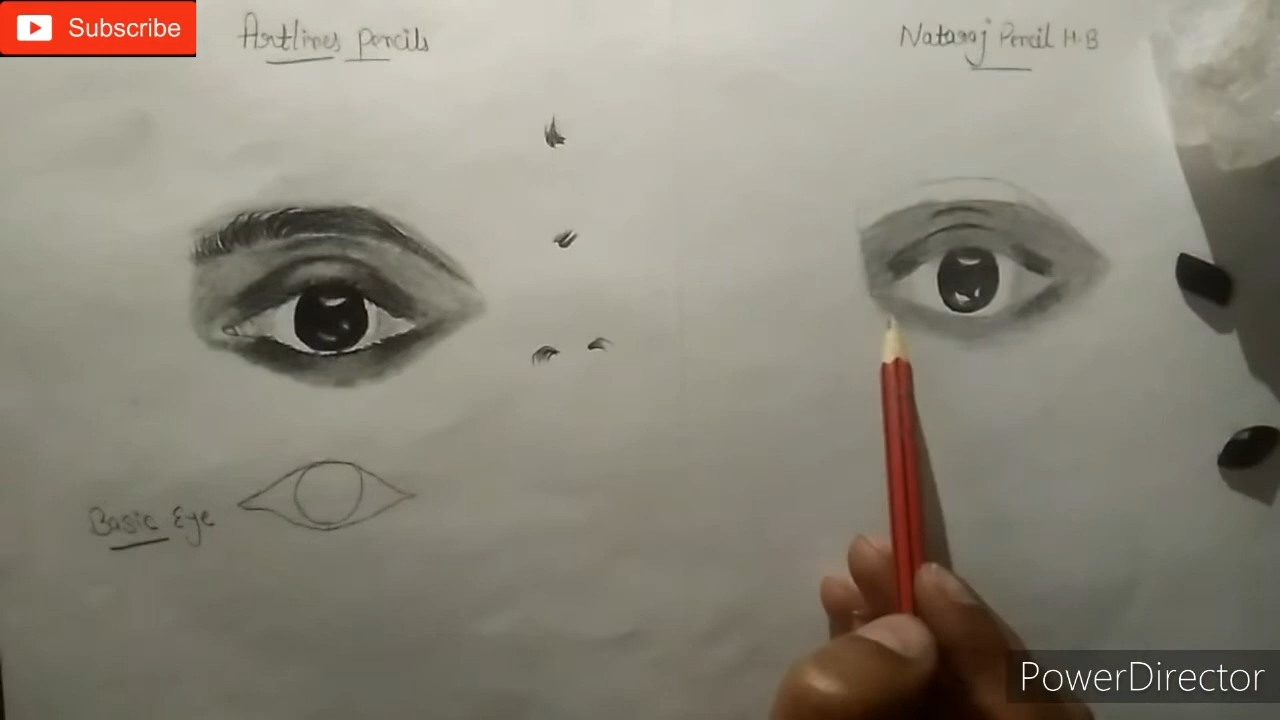 Subscribe
Artlines Pencils
Nataraj Pencil H.B
Basic Eye
PowerDirector